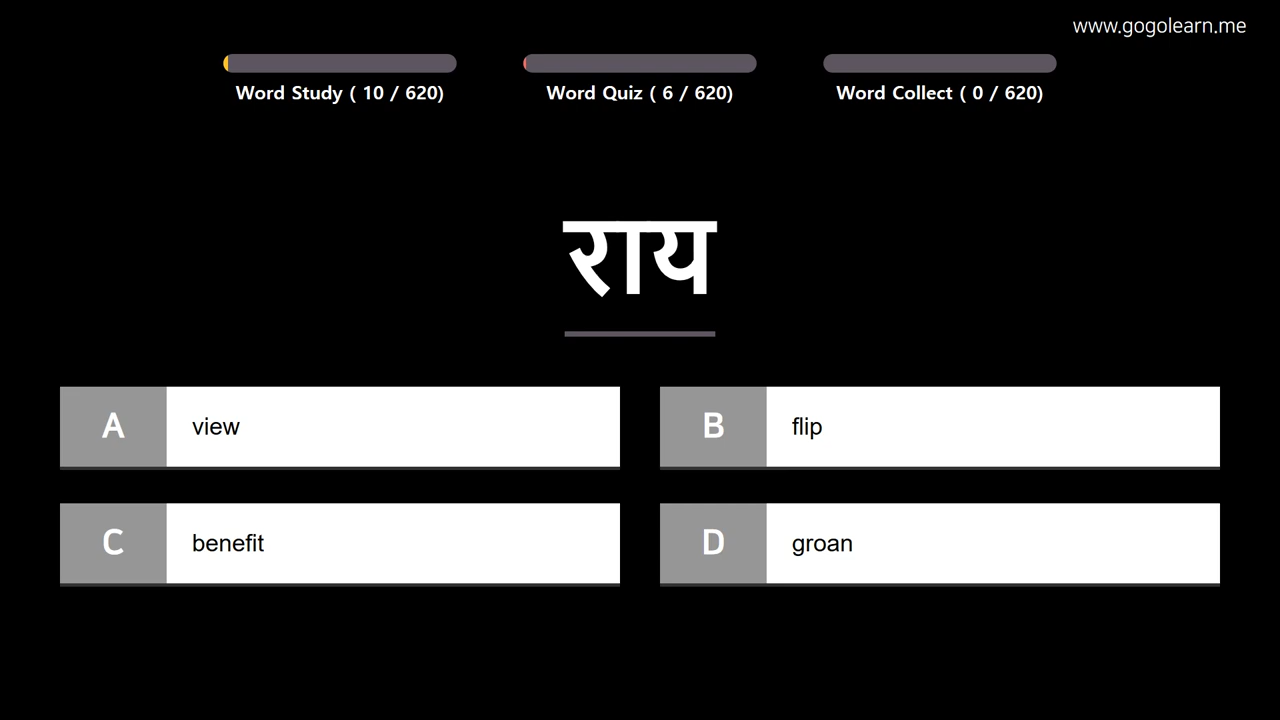 www.gogolearn.me
Word Study ( 10 / 620)
Word Quiz ( 6 / 620)
Word Collect ( 0 / 620)
राय
A view
B flip
C benefit
D groan